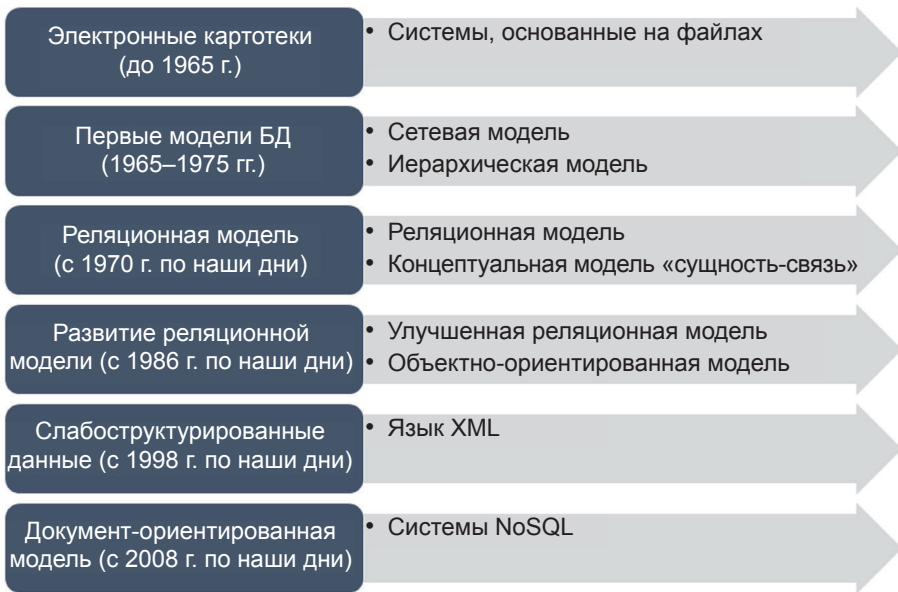 Электронные картотеки
(до 1965 г.)
• Системы, основанные на файлах
Первые модели БД
(1965–1975 гг.)
• Сетевая модель
• Иерархическая модель
Реляционная модель
(с 1970 г. по наши дни)
• Реляционная модель
• Концептуальная модель «сущность-связь»
Развитие реляционной
модели (с 1986 г. по наши дни)
• Улучшенная реляционная модель
• Объектно-ориентированная модель
Слабоструктурированные
данные (с 1998 г. по наши дни)
• Язык XML
Документ-ориентированная
модель (с 2008 г. по наши дни)
• Системы NoSQL